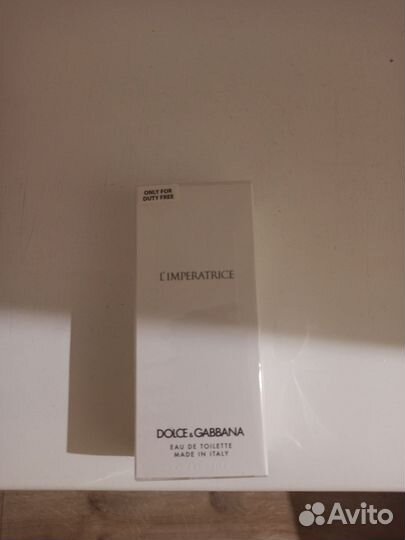 ONLY FOR
DUTY FREE
L'IMPERATRICE
DOLCE & GABBANA
EAU DE TOILETTE
MADE IN ITALY
Avito